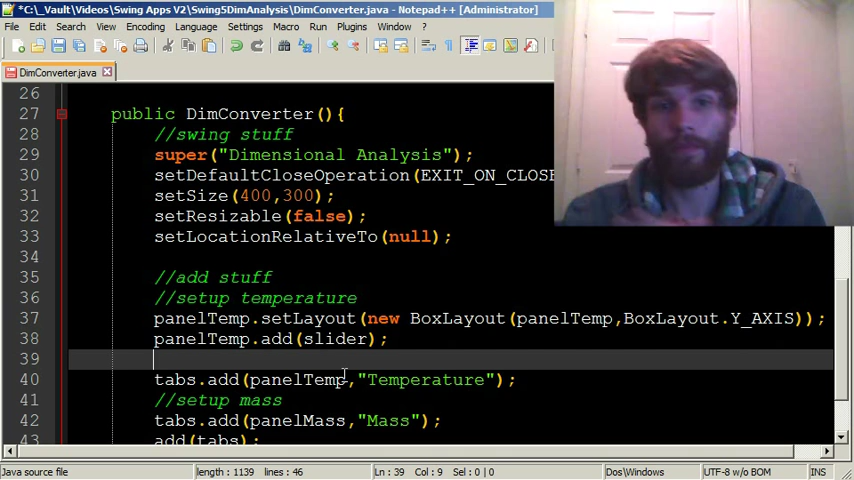 *C:\_Vault\Videos\Swing Apps V2\Swing5DimAnalysis\DimConverter.java - Notepad++ [Administrator]
File Edit Search View Encoding Language Settings Macro Run Plugins Window ?
DimConverter.java
26
27 public DimConverter(){
28 //swing stuff
29 super("Dimensional Analysis");
30 setDefaultCloseOperation(EXIT_ON_CLOSE
31 setSize(400,300);
32 setResizable(false);
33 setLocationRelativeTo(null);
34
35 //add stuff
36 //setup temperature
37 panelTemp.setLayout(new BoxLayout(panelTemp,BoxLayout.Y_AXIS));
38 panelTemp.add(slider);
39
40 tabs.add(panelTemp,"Temperature");
41 //setup mass
42 tabs.add(panelMass,"Mass");
43 add(tabs);
Java source file length : 1139 lines : 46 Ln : 39 Col : 9 Sel : 0 | 0 Dos\Windows UTF-8 w/o BOM INS